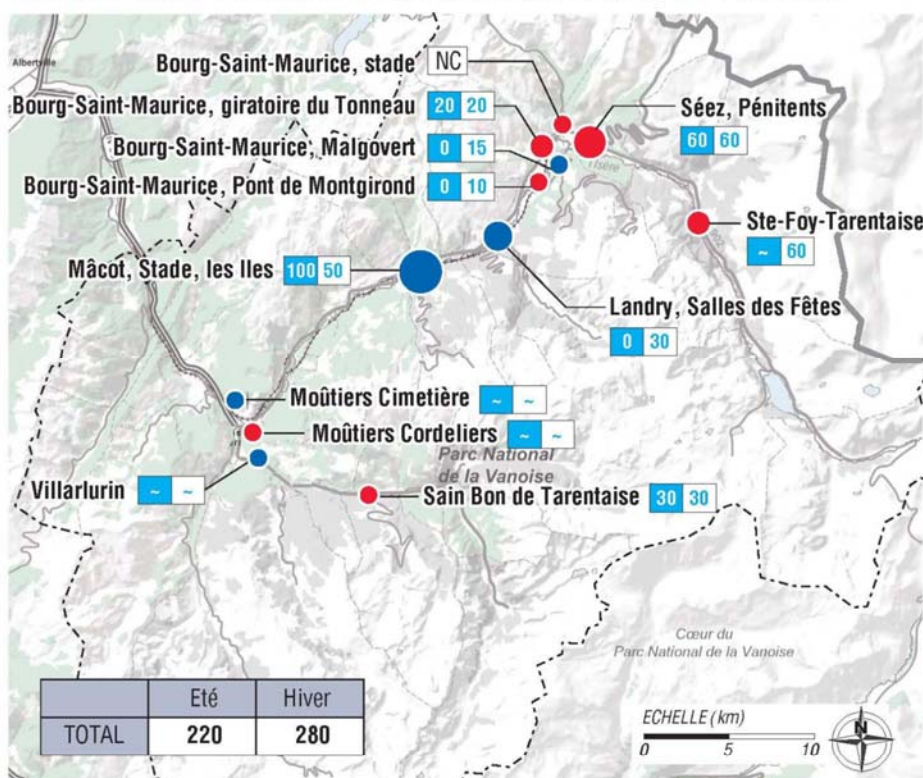 Albertville
Bourg-Saint-Maurice, stade NC
Bourg-Saint-Maurice, giratoire du Tonneau 20 20
Bourg-Saint-Maurice, Malgovert 0 15
Bourg-Saint-Maurice, Pont de Montgirond 0 10
Séez, Pénitents
60 60
l'Isère
Ste-Foy-Tarentaise
~ 60
Mâcot, Stade, les Iles 100 50
Landry, Salles des Fêtes
0 30
Moûtiers Cimetière ~ ~
Moûtiers Cordeliers ~ ~
Parc National
de la Vanoise
Villarlurin ~ ~
Sain Bon de Tarentaise 30 30
Cœur du
Parc National de la Vanoise
Eté Hiver
TOTAL 220 280
ECHELLE (km)
0 5 10
N